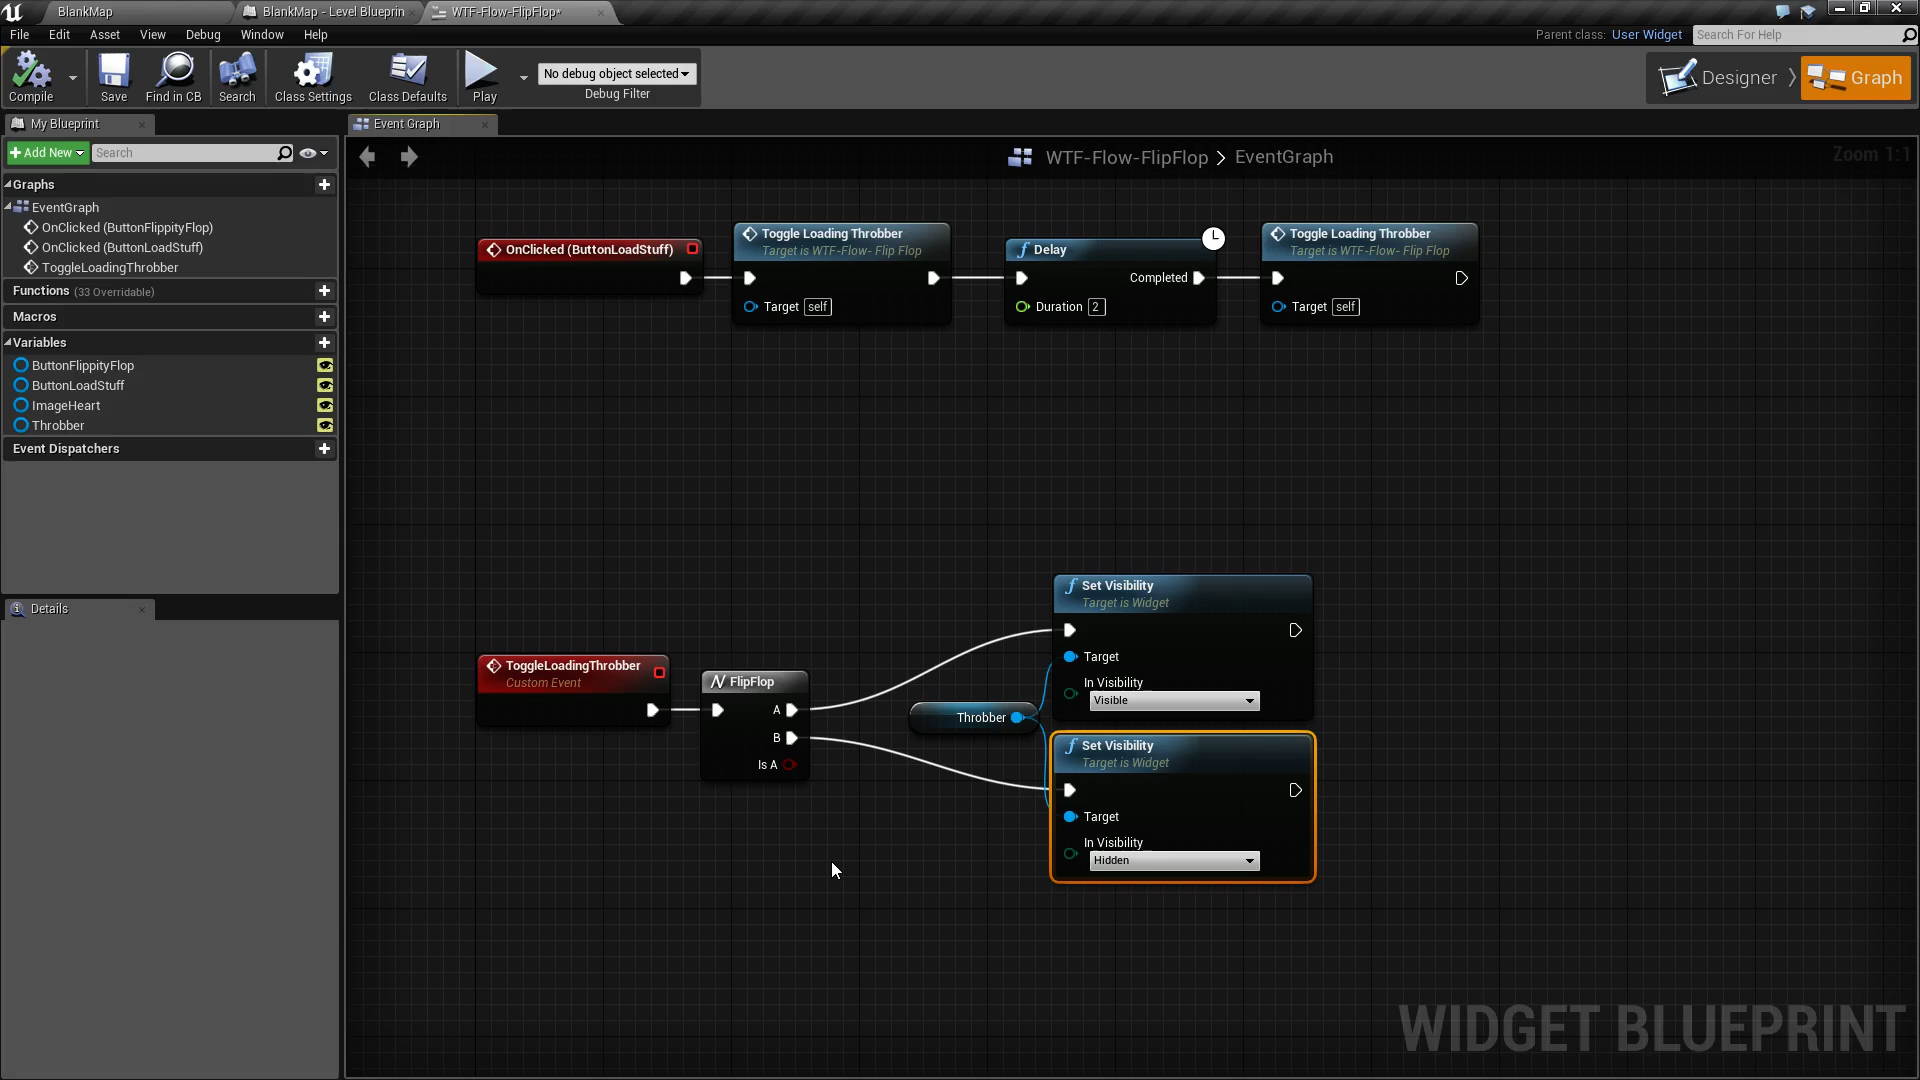 BlankMap
BlankMap - Level Blueprin
WTF-Flow-FlipFlop*
File Edit Asset View Debug Window Help
Parent class: User Widget
Search For Help
Compile
Save
Find in CB
Search
Class Settings
Class Defaults
Play
No debug object selected
Debug Filter
Designer
Graph
My Blueprint
Add New
Search
Graphs
EventGraph
OnClicked (ButtonFlippityFlop)
OnClicked (ButtonLoadStuff)
ToggleLoadingThrobber
Functions (33 Overridable)
Macros
Variables
ButtonFlippityFlop
ButtonLoadStuff
ImageHeart
Throbber
Event Dispatchers
Details
Event Graph
WTF-Flow-FlipFlop > EventGraph
Zoom 1:1
OnClicked (ButtonLoadStuff)
Toggle Loading Throbber
Target is WTF-Flow- Flip Flop
Target self
Delay
Completed
Duration 2
Toggle Loading Throbber
Target is WTF-Flow- Flip Flop
Target self
ToggleLoadingThrobber
Custom Event
FlipFlop
A
B
Is A
Throbber
Set Visibility
Target is Widget
Target
In Visibility
Visible
Set Visibility
Target is Widget
Target
In Visibility
Hidden
WIDGET BLUEPRINT